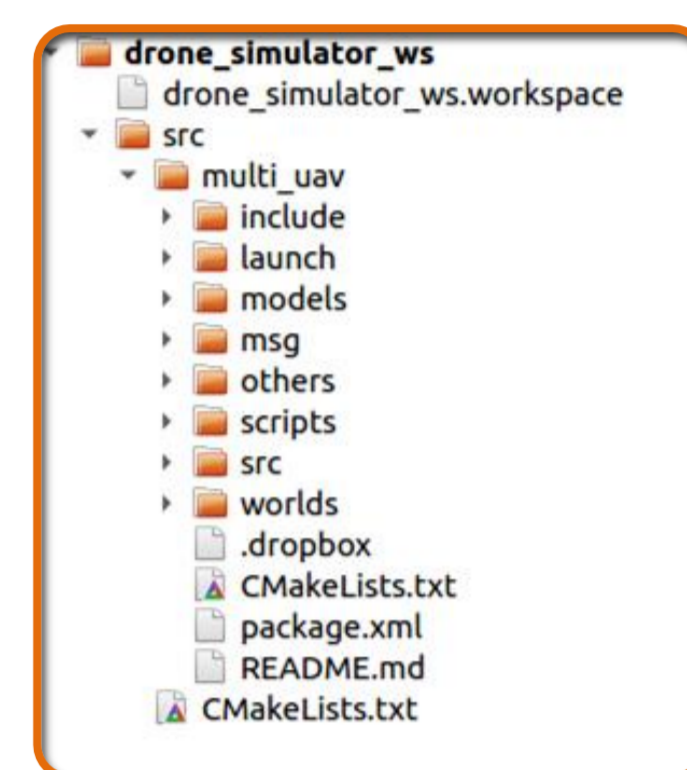 drone_simulator_ws
drone_simulator_ws.workspace
src
multi_uav
include
launch
models
msg
others
scripts
src
worlds
.dropbox
CMakeLists.txt
package.xml
README.md
CMakeLists.txt